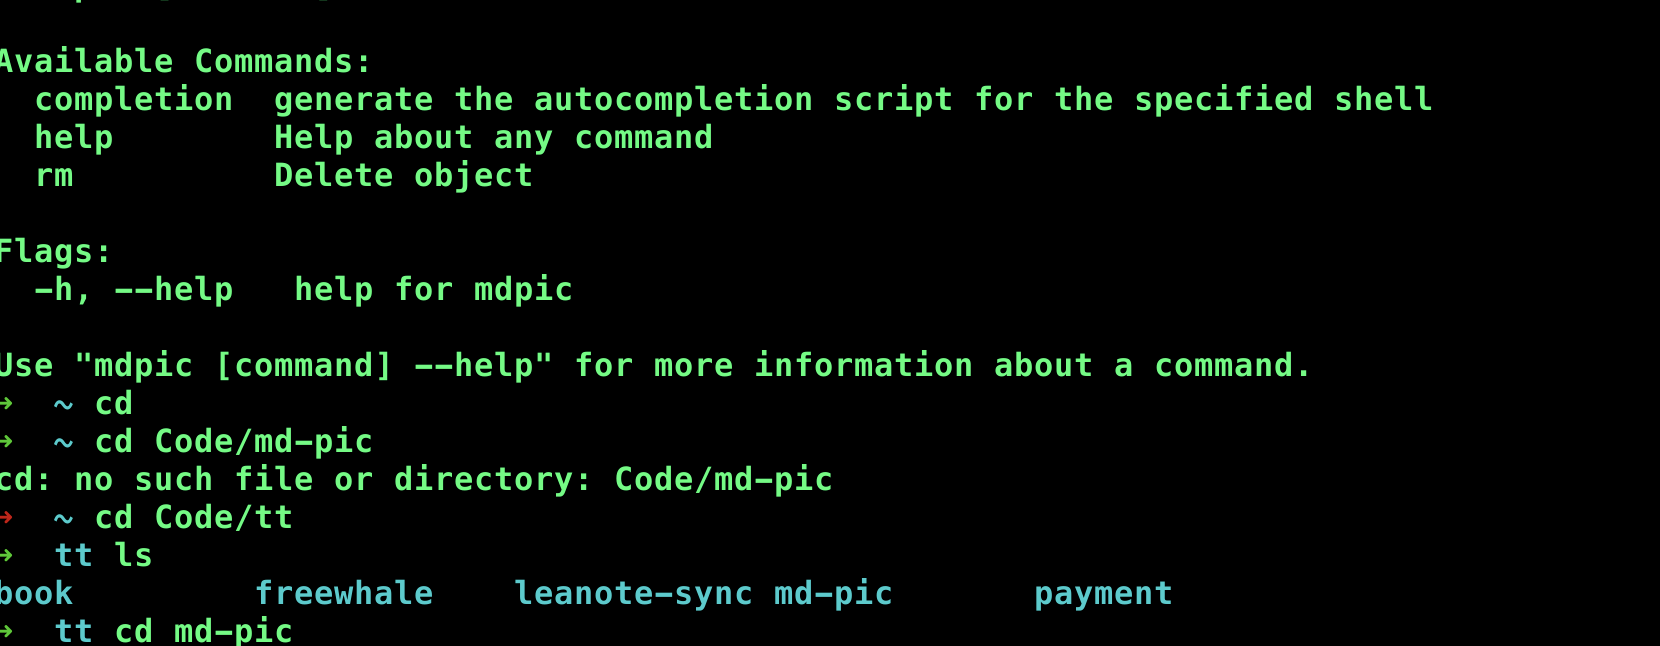 Available Commands:
  completion  generate the autocompletion script for the specified shell
  help        Help about any command
  rm          Delete object
Flags:
  -h, --help   help for mdpic
Use "mdpic [command] --help" for more information about a command.
→  ~ cd
→  ~ cd Code/md-pic
cd: no such file or directory: Code/md-pic
→  ~ cd Code/tt
→  tt ls
book         freewhale    leanote-sync md-pic       payment
→  tt cd md-pic